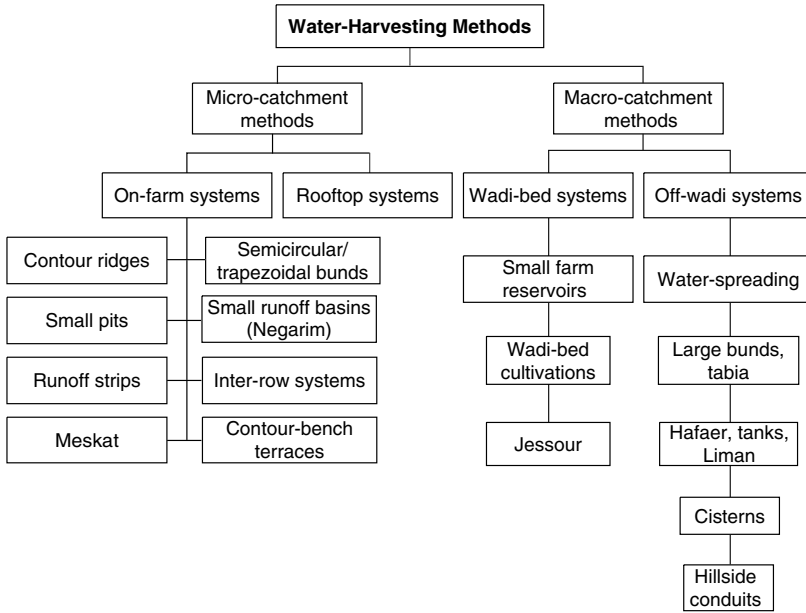 Water-Harvesting Methods
Micro-catchment
methods
Macro-catchment
methods
On-farm systems
Rooftop systems
Wadi-bed systems
Off-wadi systems
Contour ridges
Semicircular/
trapezoidal bunds
Small farm
reservoirs
Water-spreading
Small pits
Small runoff basins
(Negarim)
Wadi-bed
cultivations
Large bunds,
tabia
Runoff strips
Inter-row systems
Meskat
Contour-bench
terraces
Jessour
Hafaer, tanks,
Liman
Cisterns
Hillside
conduits